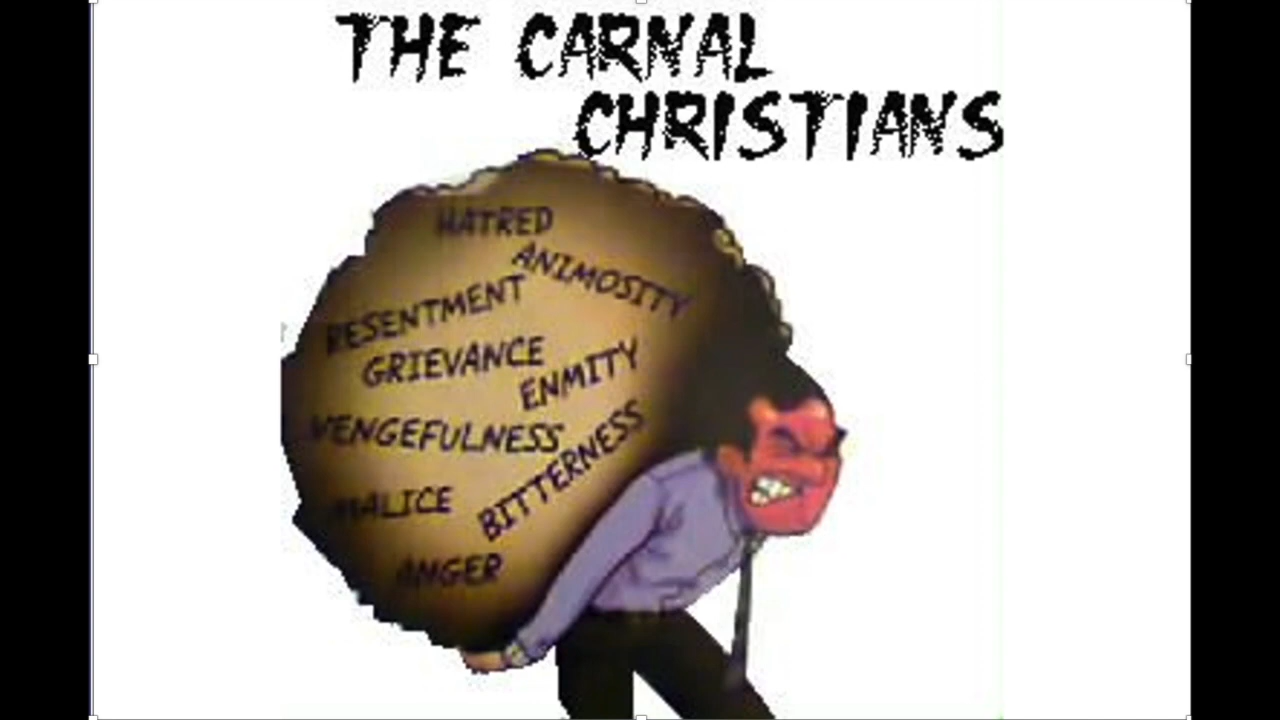 THE CARNAL
CHRISTIANS
HATRED
ANIMOSITY
RESENTMENT
GRIEVANCE
ENMITY
VENGEFULNESS
BITTERNESS
MALICE
ANGER